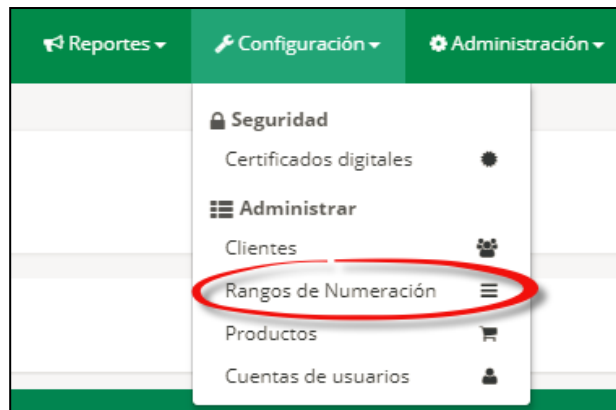 Reportes Configuración Administración
Seguridad
Certificados digitales
Administrar
Clientes
Rangos de Numeración
Productos
Cuentas de usuarios